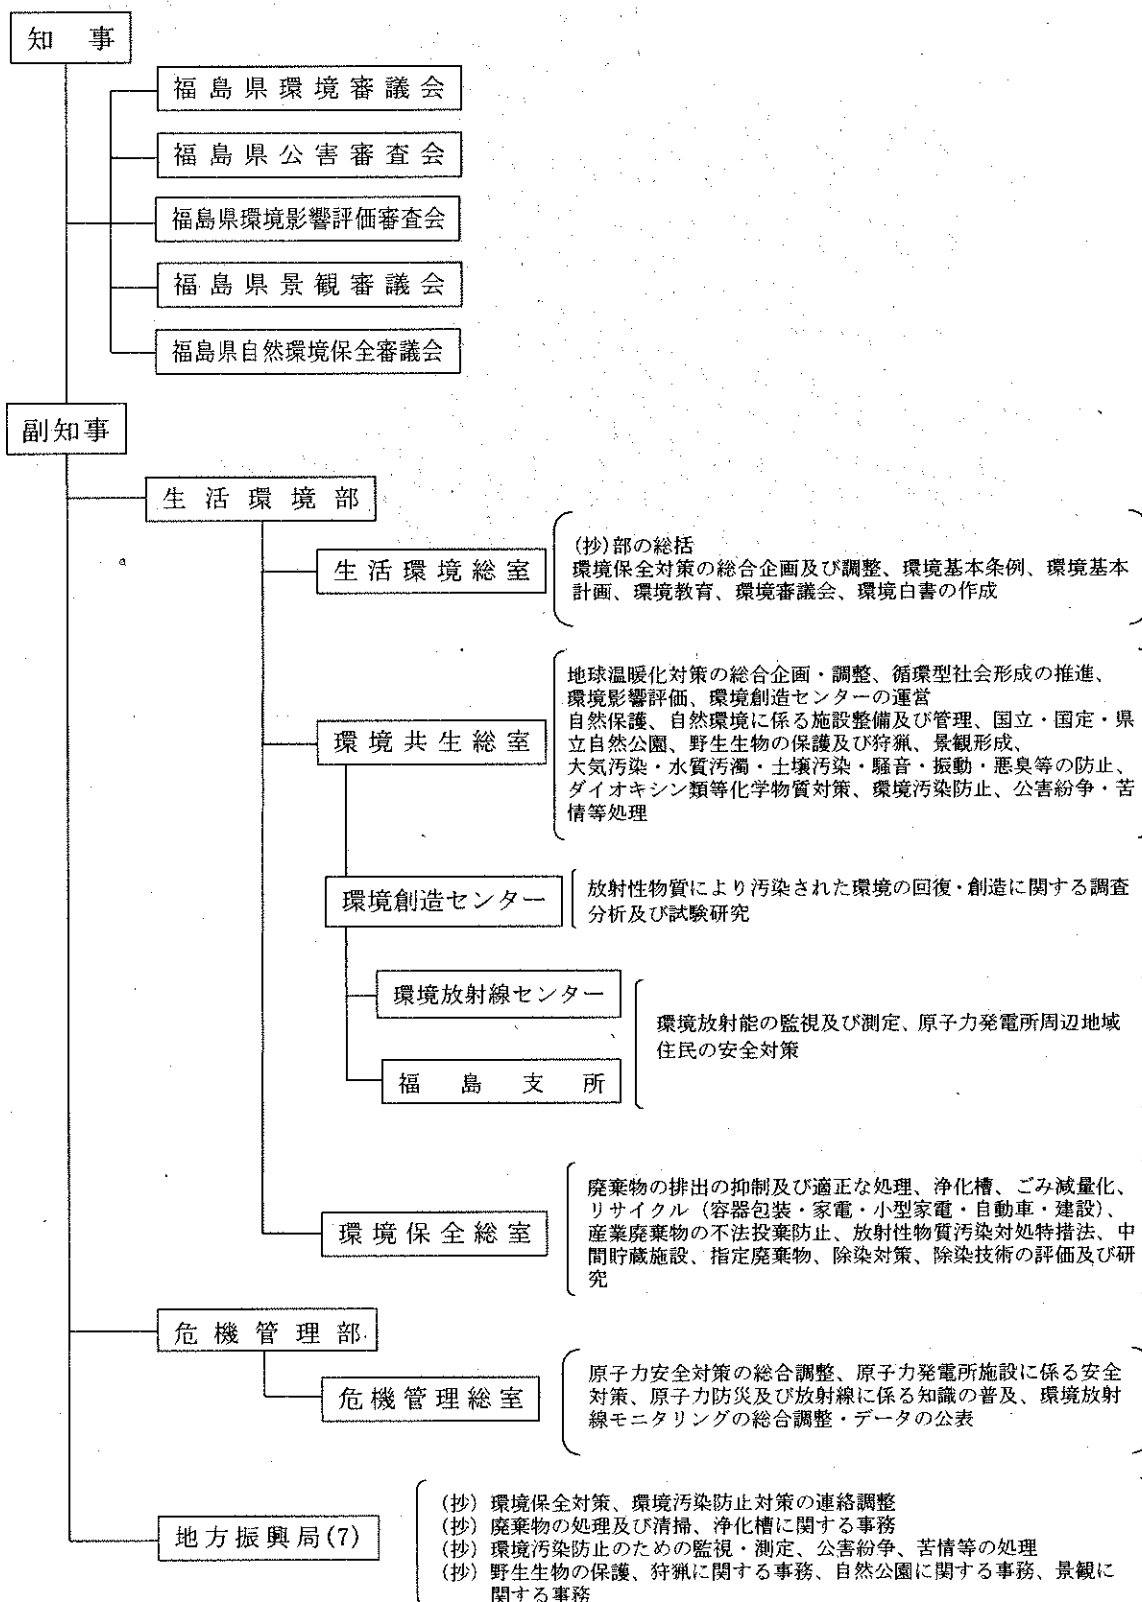 知事
福島県環境審議会
福島県公害審査会
福島県環境影響評価審査会
福島県景観審議会
福島県自然環境保全審議会
副知事
生活環境部
生活環境総室
(抄)部の総括
環境保全対策の総合企画及び調整、環境基本条例、環境基本
計画、環境教育、環境審議会、環境白書の作成
環境共生総室
地球温暖化対策の総合企画・調整、循環型社会形成の推進、
環境影響評価、環境創造センターの運営
自然保護、自然環境に係る施設整備及び管理、国立・国定・県
立自然公園、野生生物の保護及び狩猟、景観形成、
大気汚染・水質汚濁・土壌汚染・騒音・振動・悪臭等の防止、
ダイオキシン類等化学物質対策、環境汚染防止、公害紛争・苦
情等処理
環境創造センター
放射性物質により汚染された環境の回復・創造に関する調査
分析及び試験研究
環境放射線センター
福島支所
環境放射能の監視及び測定、原子力発電所周辺地域
住民の安全対策
環境保全総室
廃棄物の排出の抑制及び適正な処理、浄化槽、ごみ減量化、
リサイクル（容器包装・家電・小型家電・自動車・建設）、
産業廃棄物の不法投棄防止、放射性物質汚染対処特措法、中
間貯蔵施設、指定廃棄物、除染対策、除染技術の評価及び研
究
危機管理部
危機管理総室
原子力安全対策の総合調整、原子力発電所施設に係る安全
対策、原子力防災及び放射線に係る知識の普及、環境放射
線モニタリングの総合調整・データの公表
地方振興局(7)
(抄) 環境保全対策、環境汚染防止対策の連絡調整
(抄) 廃棄物の処理及び清掃、浄化槽に関する事務
(抄) 環境汚染防止のための監視・測定、公害紛争、苦情等の処理
(抄) 野生生物の保護、狩猟に関する事務、自然公園に関する事務、景観に
関する事務